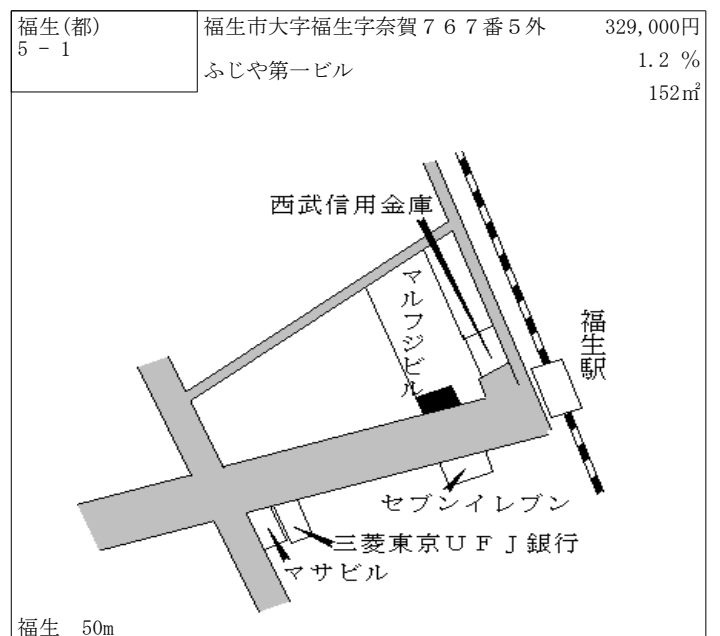 福生(都)
5 - 1
福生市大字福生字奈賀７６７番５外
ふじや第一ビル
329,000円
1.2 %
152㎡
西武信用金庫
マルフジビル
福生駅
セブンイレブン
三菱東京ＵＦＪ銀行
マサビル
福生 50m